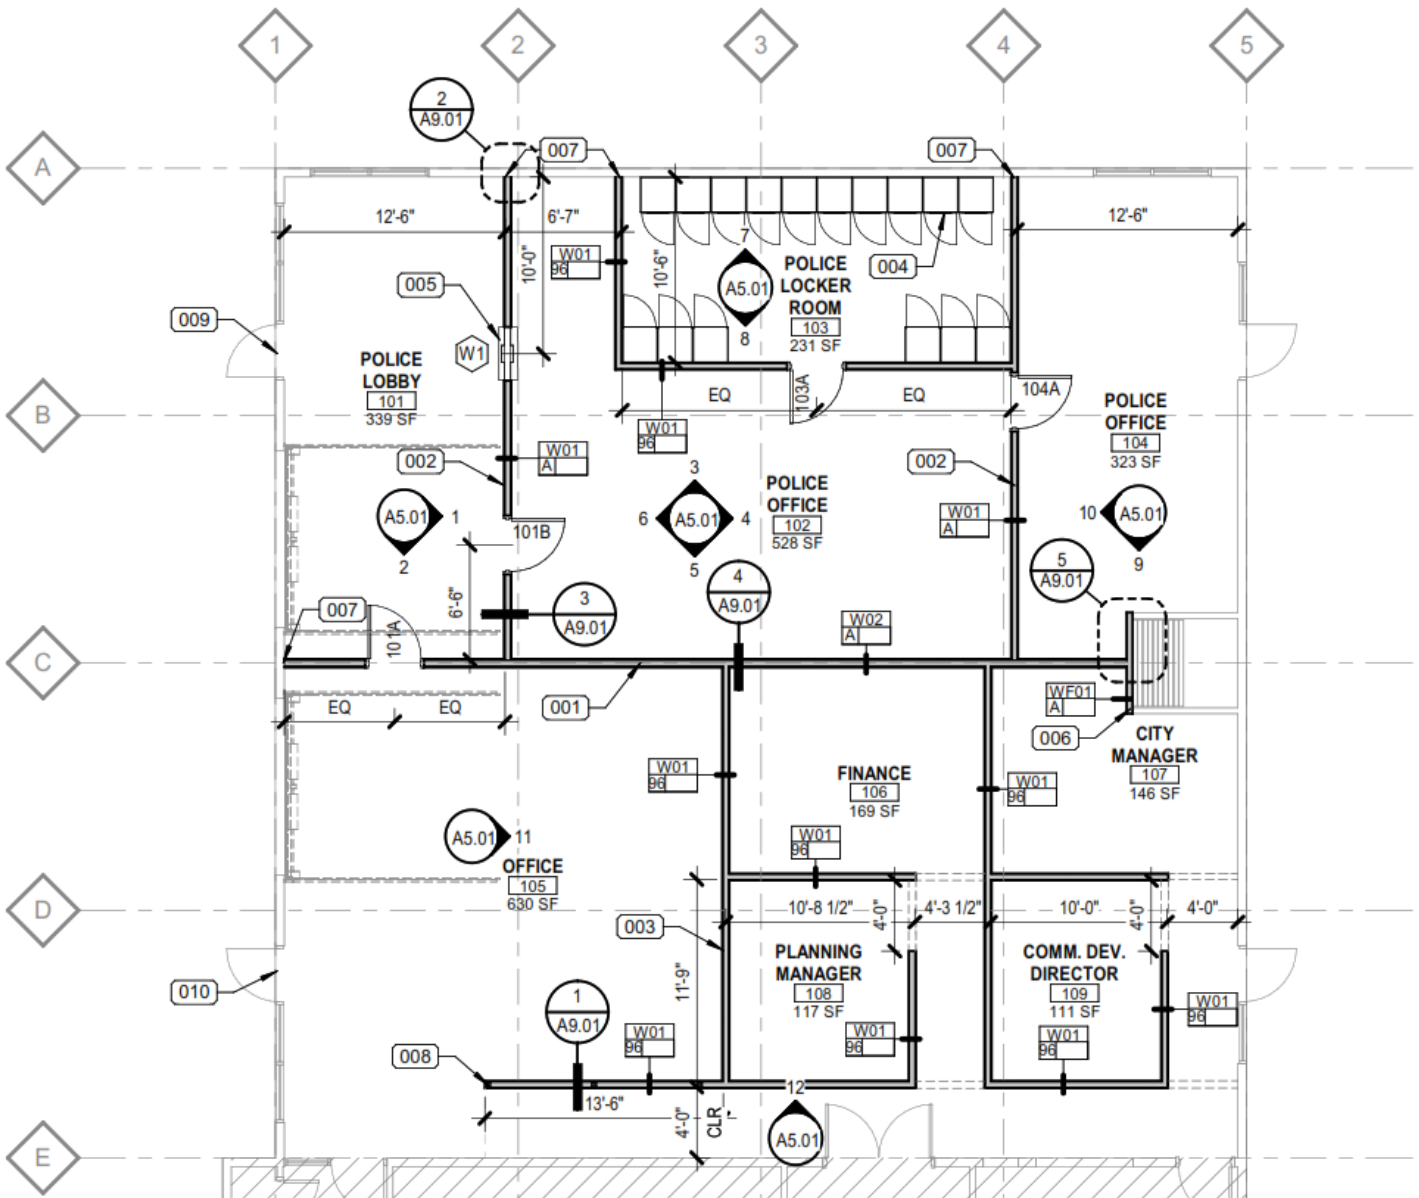 1 2 3 4 5
2
A9.01
007
007
A
12'-6"
6'-7"
12'-6"
10'-0"
W01
96
10'-6"
7
A5.01
8
POLICE
LOCKER
ROOM
103
231 SF
004
005
009
W1
POLICE
LOBBY
101
339 SF
EQ
103A
EQ
104A
B
W01
96
POLICE
OFFICE
104
323 SF
002
W01
A
3
6 A5.01 4
5
POLICE
OFFICE
102
528 SF
002
W01
A
A5.01 1
2
101B
10 A5.01
9
5
A9.01
4
A9.01
3
A9.01
6'-6"
007
101A
W02
A
C
EQ
EQ
001
WF01
A
006
CITY
MANAGER
107
146 SF
W01
96
FINANCE
106
169 SF
W01
96
A5.01 11
OFFICE
105
630 SF
W01
96
D
003
10'-8 1/2"
4'-0"
4'-3 1/2"
10'-0"
4'-0"
4'-0"
PLANNING
MANAGER
108
117 SF
COMM. DEV.
DIRECTOR
109
111 SF
11'-9"
010
1
A9.01
W01
96
W01
96
W01
96
W01
96
008
13'-6"
4'-0"
CLR
12
A5.01
E